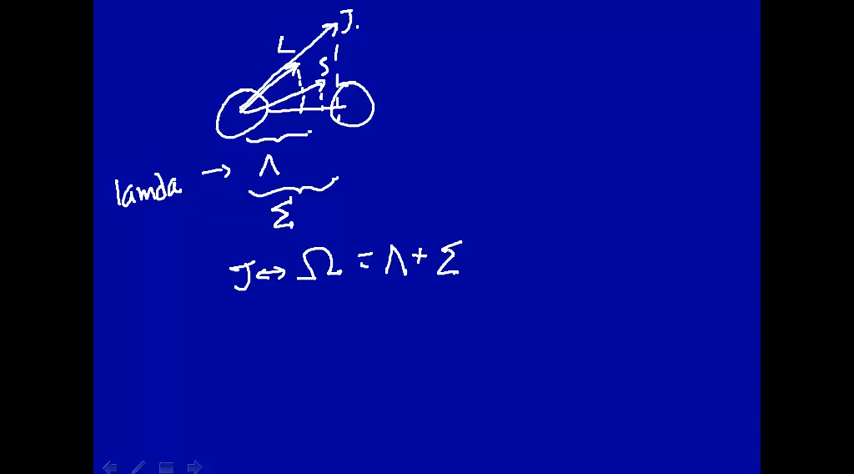 J.
L
S
Λ
lamda →
Σ
J ↔ Ω = Λ + Σ